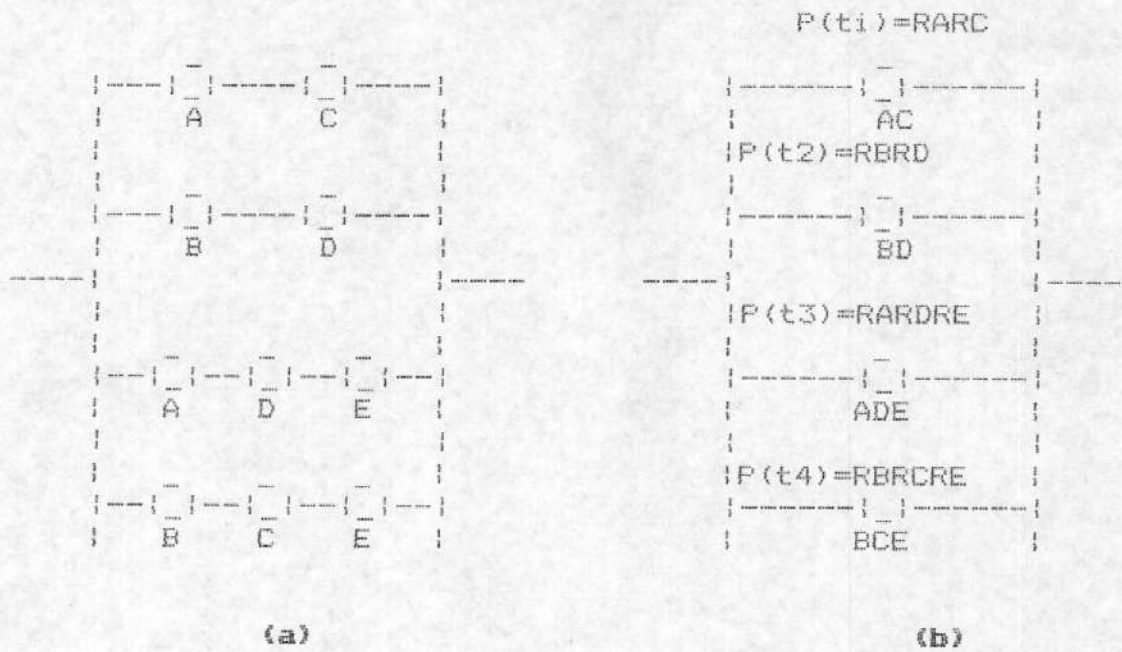 P(ti)=RARC
A C
AC
P(t2)=RBRD
B D
BD
P(t3)=RARDRE
A D E
ADE
P(t4)=RBRCRE
B C E
BCE
(a)
(b)